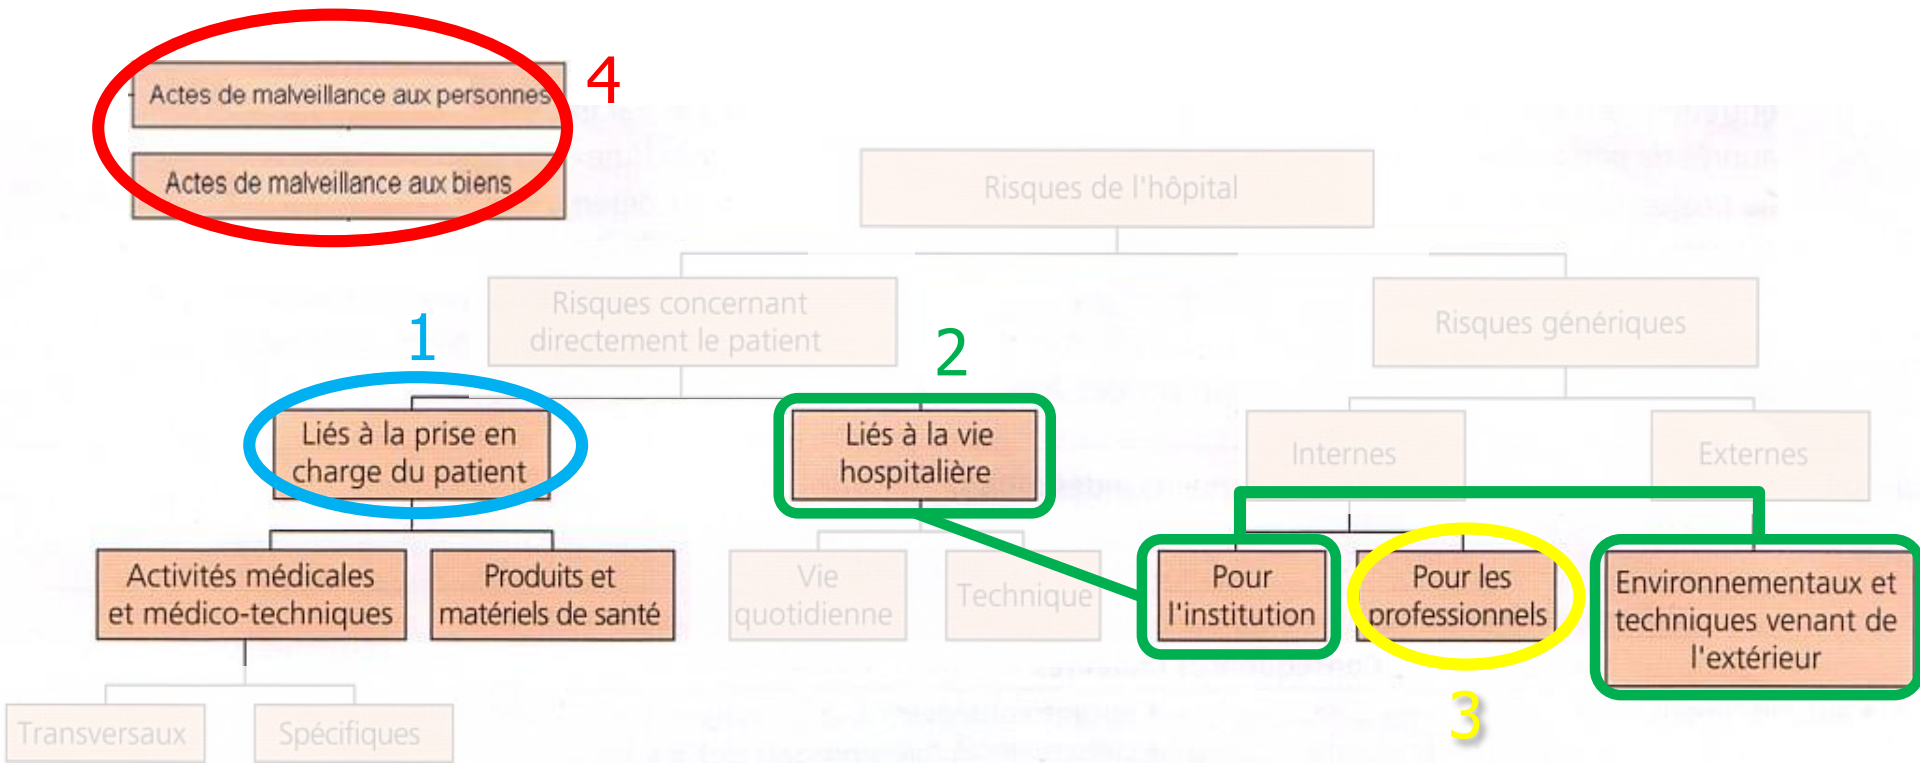 4
Actes de malveillance aux personnes
Actes de malveillance aux biens
Risques de l'hôpital
Risques concernant
directement le patient
Risques génériques
1
2
Liés à la prise en
charge du patient
Liés à la vie
hospitalière
Internes
Externes
Activités médicales
et médico-techniques
Produits et
matériels de santé
Vie
quotidienne
Technique
Pour
l'institution
Pour les
professionnels
Environnementaux et
techniques venant de
l'extérieur
3
Transversaux
Spécifiques